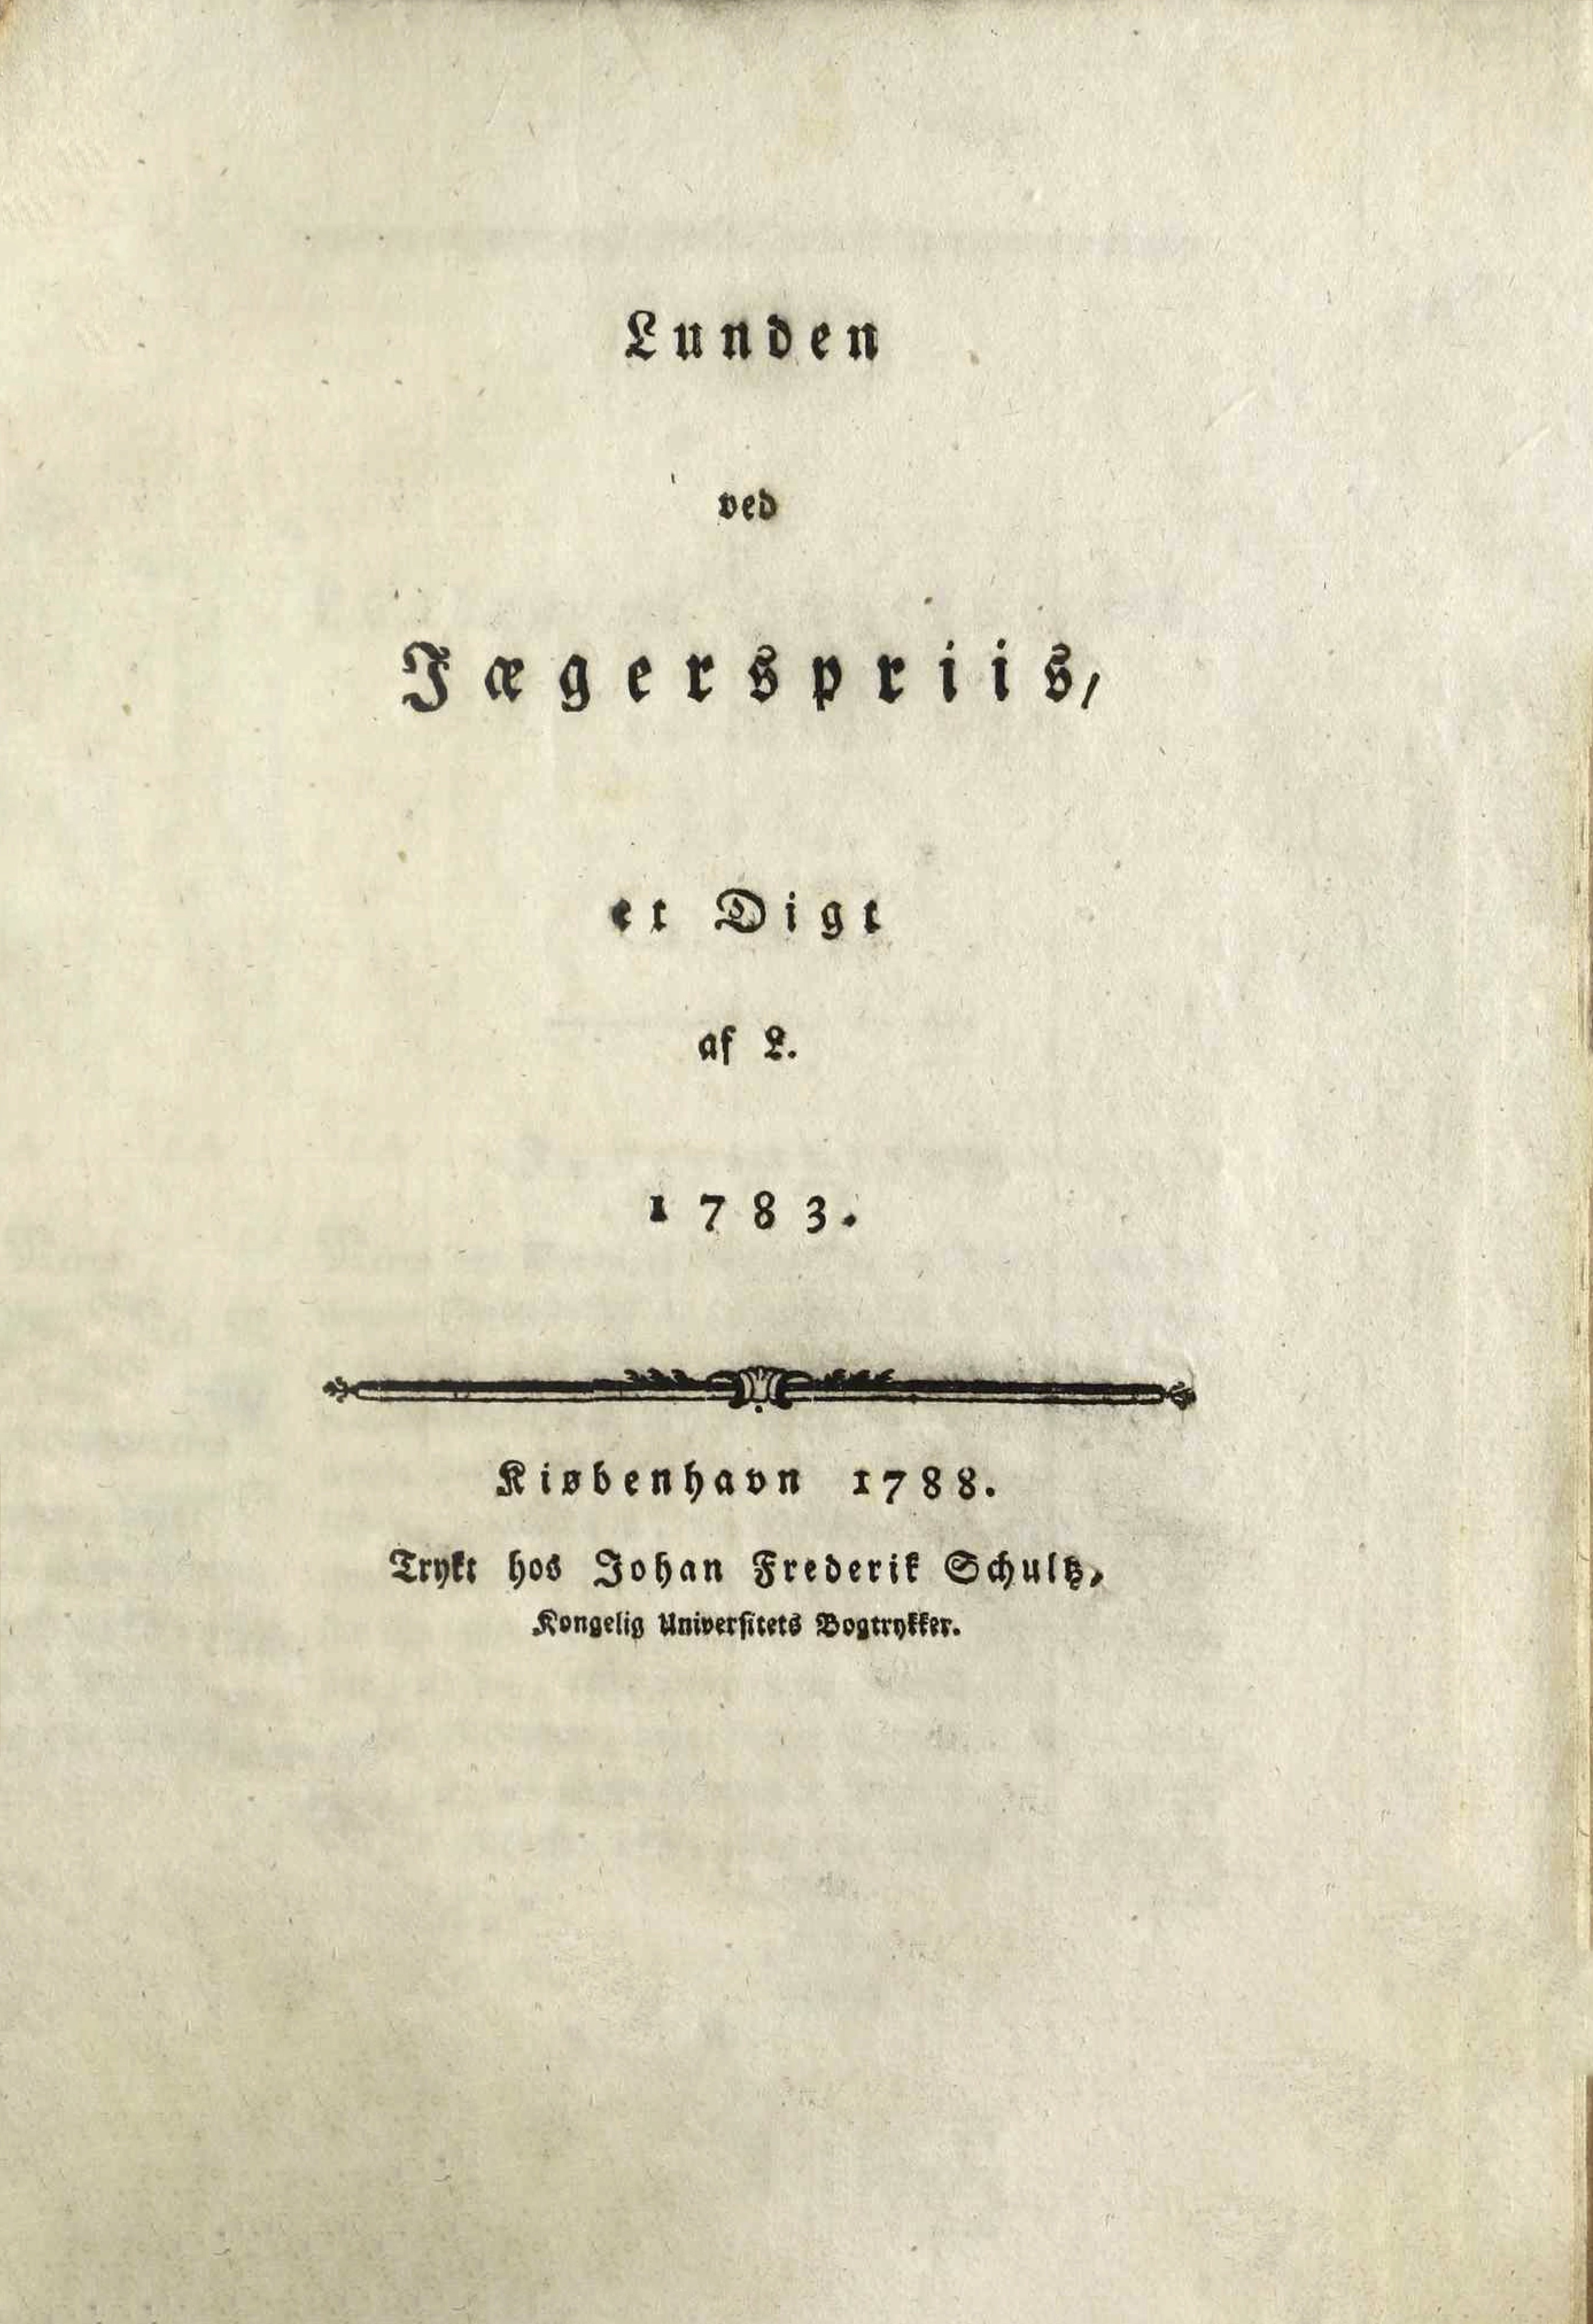 Lunden
ved
Jægerspriis,
et Digt
af L.
1783.
Kiøbenhavn 1788.
Trykt hos Johan Frederik Schultz,
Kongelig Universitets Bogtrykker.